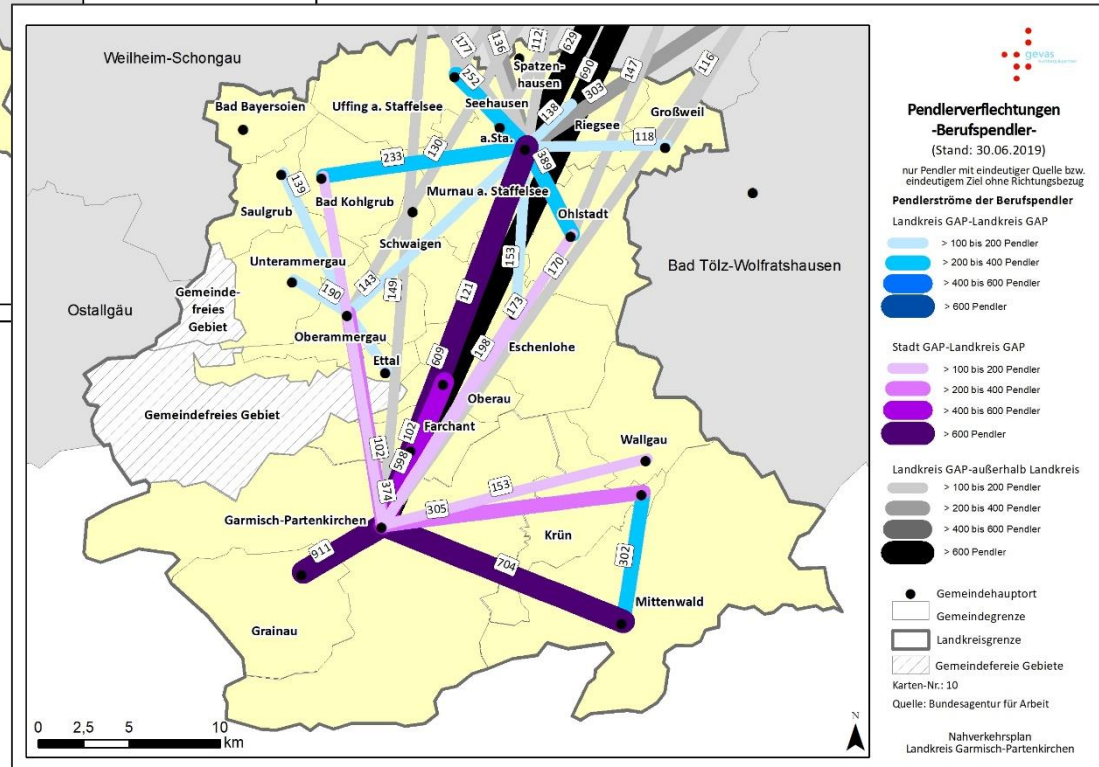 Weilheim-Schongau
177
136
112
629
690
147
116
252
Spatzen-
hausen
303
Bad Bayersoien
Uffing a. Staffelsee
Seehausen
138
Großweil
Riegsee
a.Sta.
118
130
233
389
139
Murnau a. Staffelsee
Bad Kohlgrub
Saulgrub
Ohlstadt
Schwaigen
Unterammergau
153
170
Bad Tölz-Wolfratshausen
Gemeinde-
freies
Gebiet
190
143
149
121
173
Ostallgäu
Oberammergau
198
Eschenlohe
Ettal
609
Oberau
Gemeindefreies Gebiet
Farchant
102
102
598
Wallgau
374
153
305
Garmisch-Partenkirchen
Krün
911
704
302
Mittenwald
Grainau
0 2,5 5 10
km
N
gevas
Pendlerverflechtungen
-Berufspendler-
(Stand: 30.06.2019)
nur Pendler mit eindeutiger Quelle bzw.
eindeutigem Ziel ohne Richtungsbezug
Pendlerströme der Berufspendler
Landkreis GAP-Landkreis GAP
> 100 bis 200 Pendler
> 200 bis 400 Pendler
> 400 bis 600 Pendler
> 600 Pendler
Stadt GAP-Landkreis GAP
> 100 bis 200 Pendler
> 200 bis 400 Pendler
> 400 bis 600 Pendler
> 600 Pendler
Landkreis GAP-außerhalb Landkreis
> 100 bis 200 Pendler
> 200 bis 400 Pendler
> 400 bis 600 Pendler
> 600 Pendler
Gemeindehauptort
Gemeindegrenze
Landkreisgrenze
Gemeindefereie Gebiete
Karten-Nr.: 10
Quelle: Bundesagentur für Arbeit
Nahverkehrsplan
Landkreis Garmisch-Partenkirchen